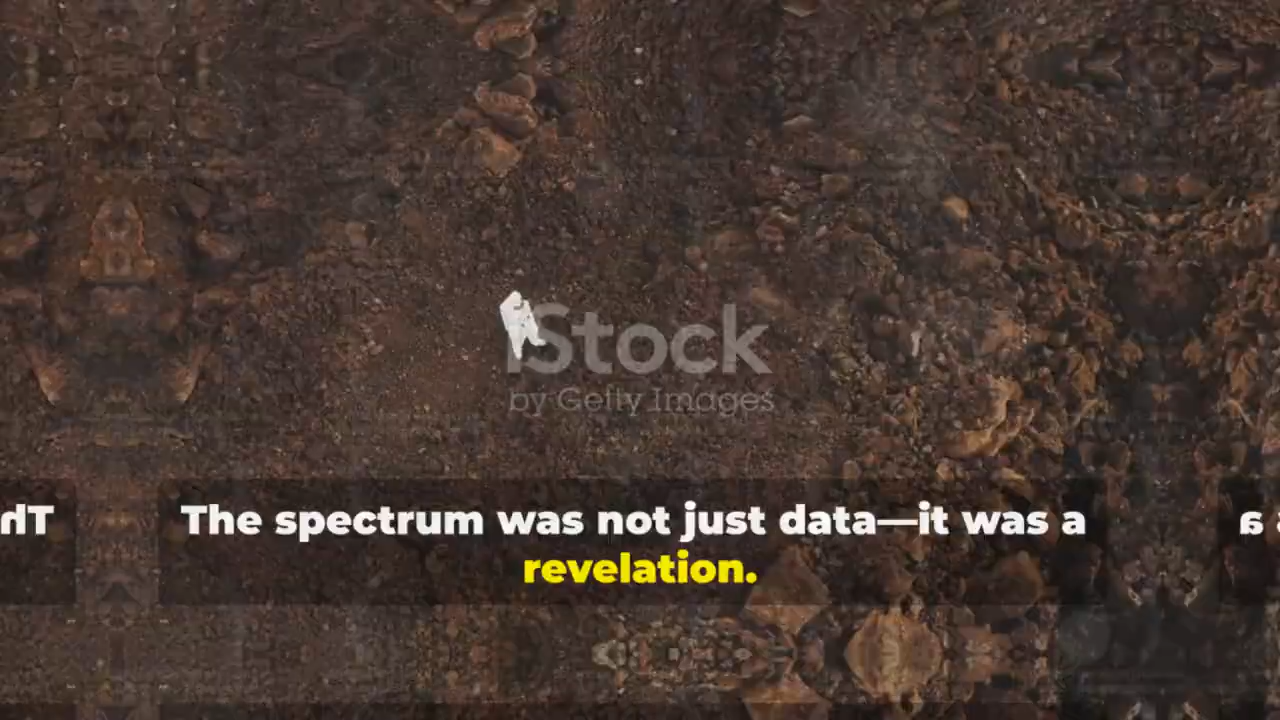 iStock
by Getty Images
The spectrum was not just data—it was a
revelation.